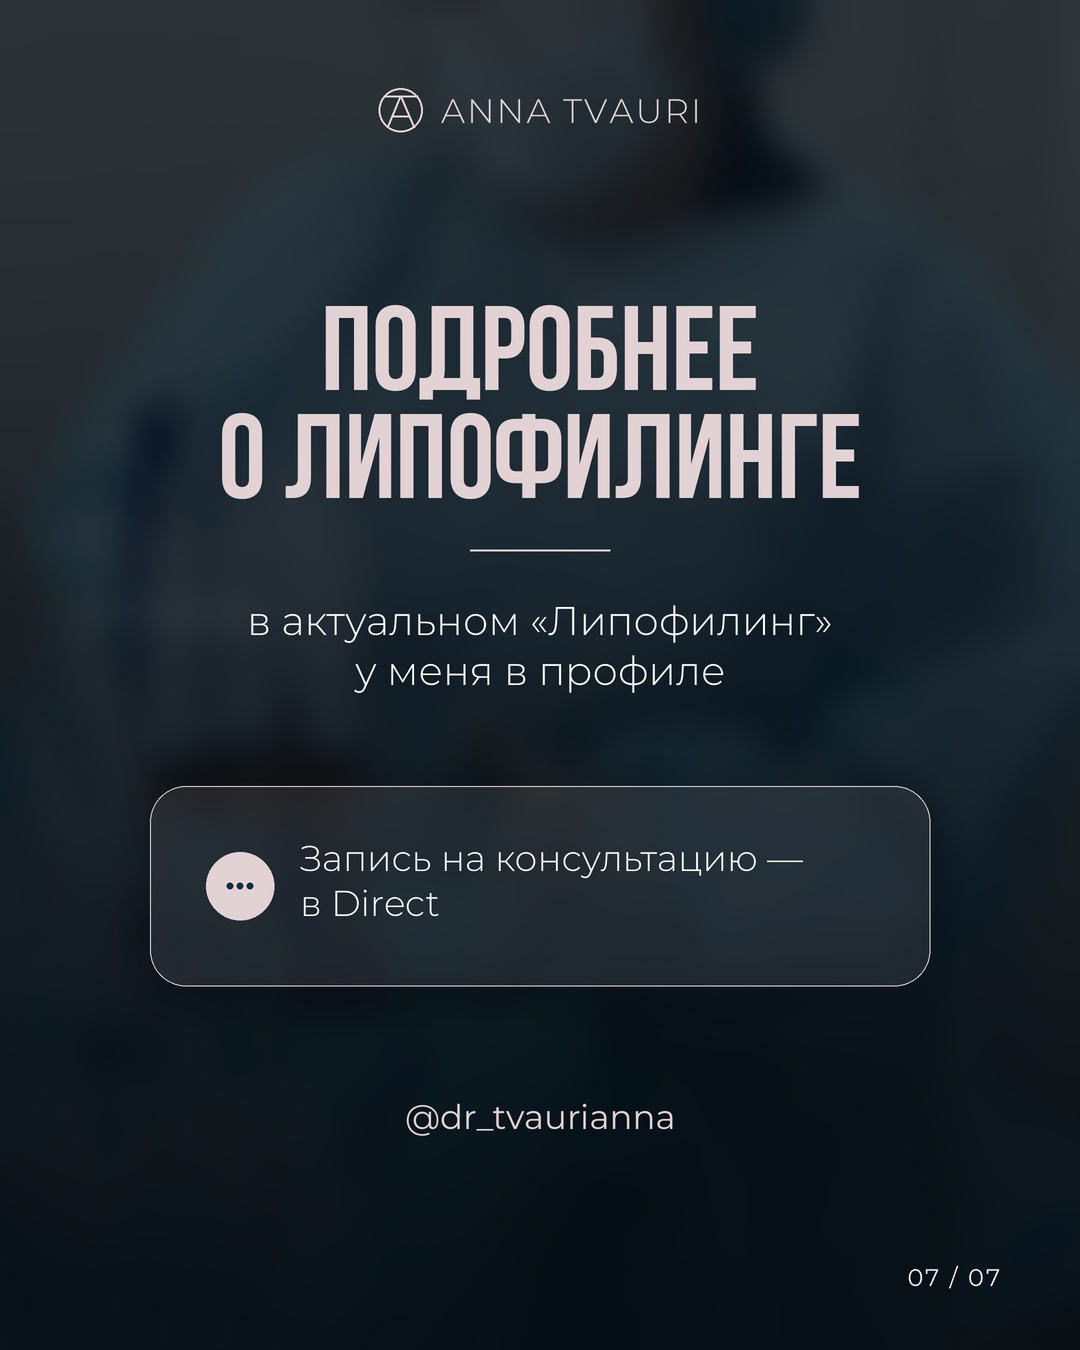 ANNA TVAURI
ПОДРОБНЕЕ
О ЛИПОФИЛИНГЕ
в актуальном «Липофилинг»
у меня в профиле
Запись на консультацию —
в Direct
@dr_tvaurianna
07 / 07